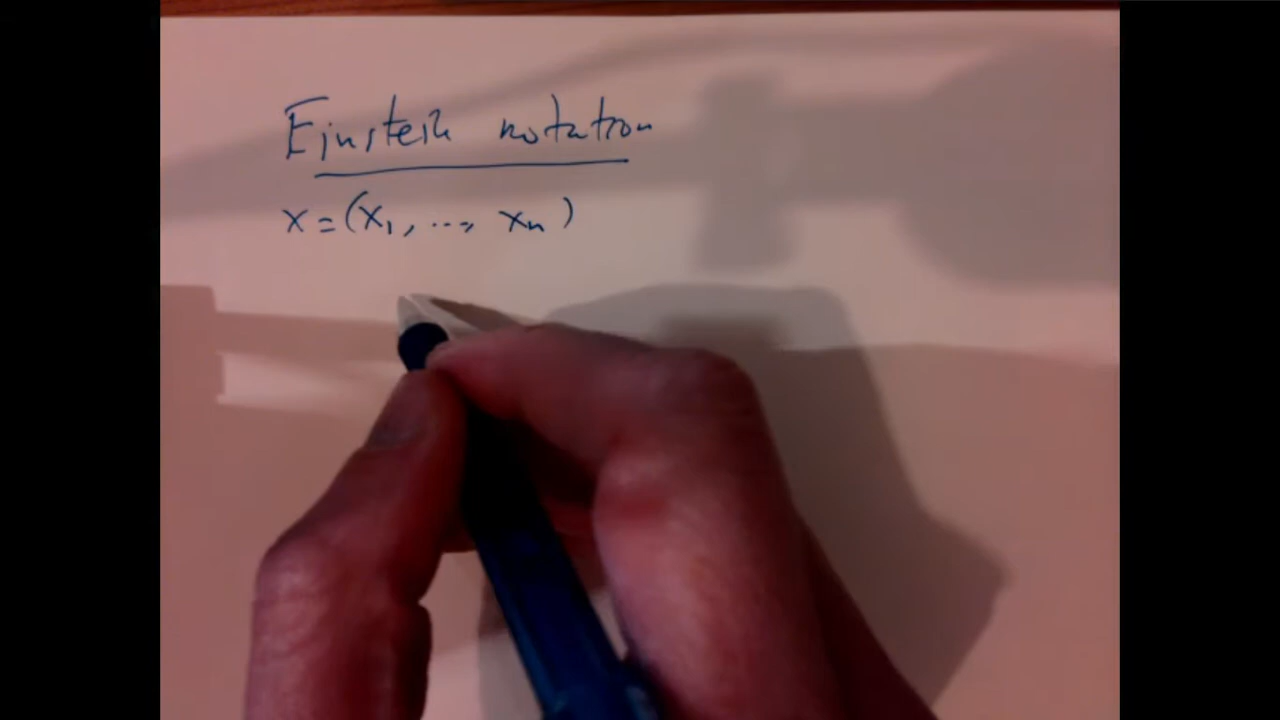 Einstein notation
x = (x₁, ..., xₙ)